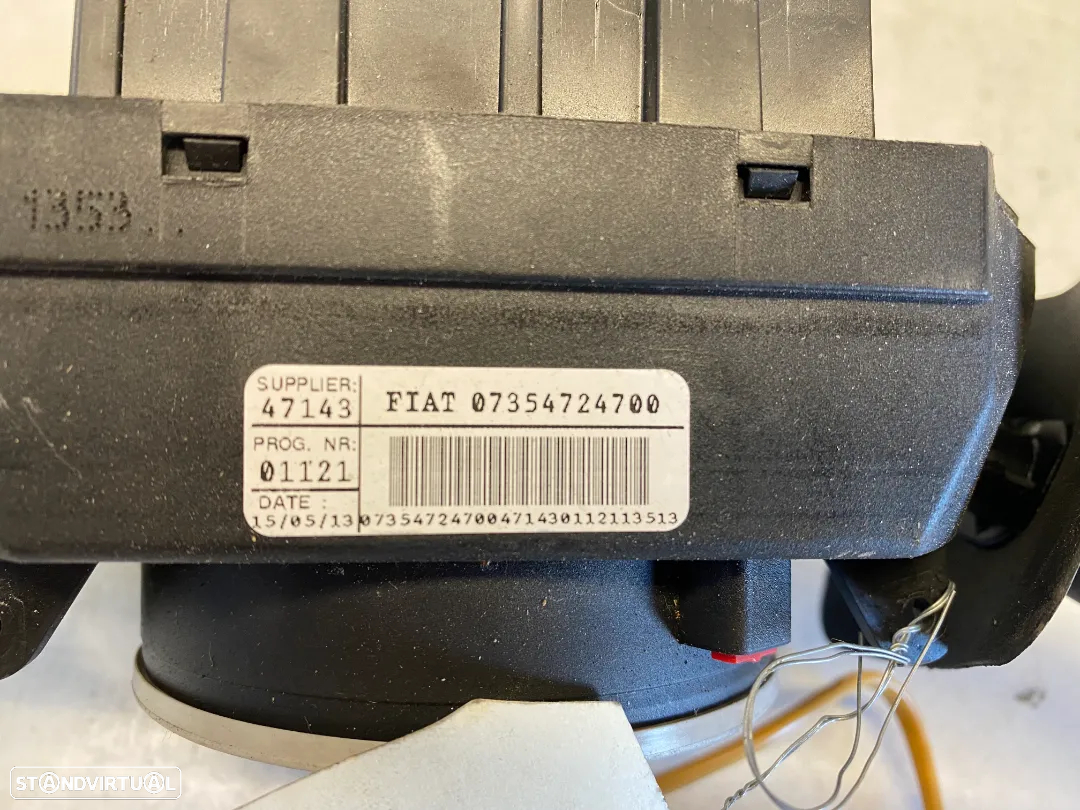 1353
SUPPLIER:
47143
FIAT 07354724700
PROG. NR:
01121
DATE :
15/05/13
07354724700471430112113513
STANDVIRTUAL